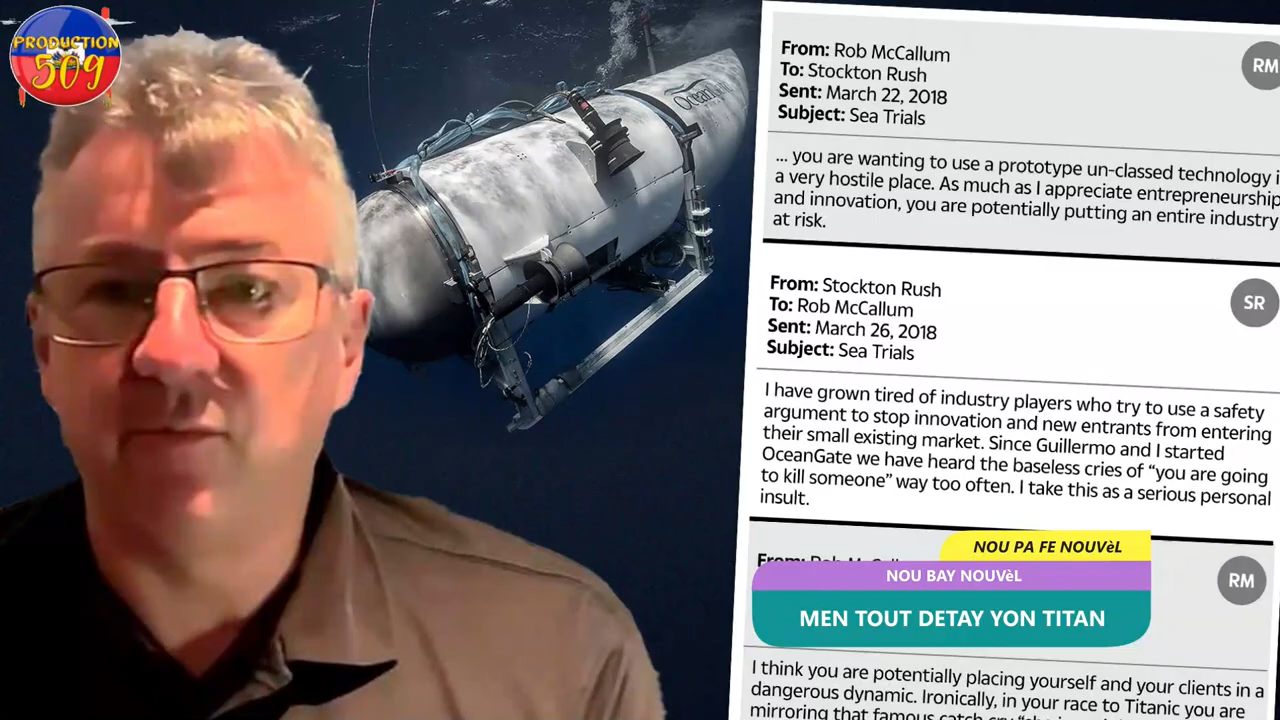 PRODUCTION
509
From: Rob McCallum
To: Stockton Rush
Sent: March 22, 2018
Subject: Sea Trials
RM
... you are wanting to use a prototype un-classed technology i
a very hostile place. As much as I appreciate entrepreneurship
and innovation, you are potentially putting an entire industry
at risk.
From: Stockton Rush
To: Rob McCallum
Sent: March 26, 2018
Subject: Sea Trials
SR
I have grown tired of industry players who try to use a safety
argument to stop innovation and new entrants from entering
their small existing market. Since Guillermo and I started
OceanGate we have heard the baseless cries of “you are going
to kill someone” way too often. I take this as a serious personal
insult.
From: Rob
RM
NOU PA FE NOUVèL
NOU BAY NOUVèL
MEN TOUT DETAY YON TITAN
I think you are potentially placing yourself and your clients in a
dangerous dynamic. Ironically, in your race to Titanic you are
mirroring that famous catch cry